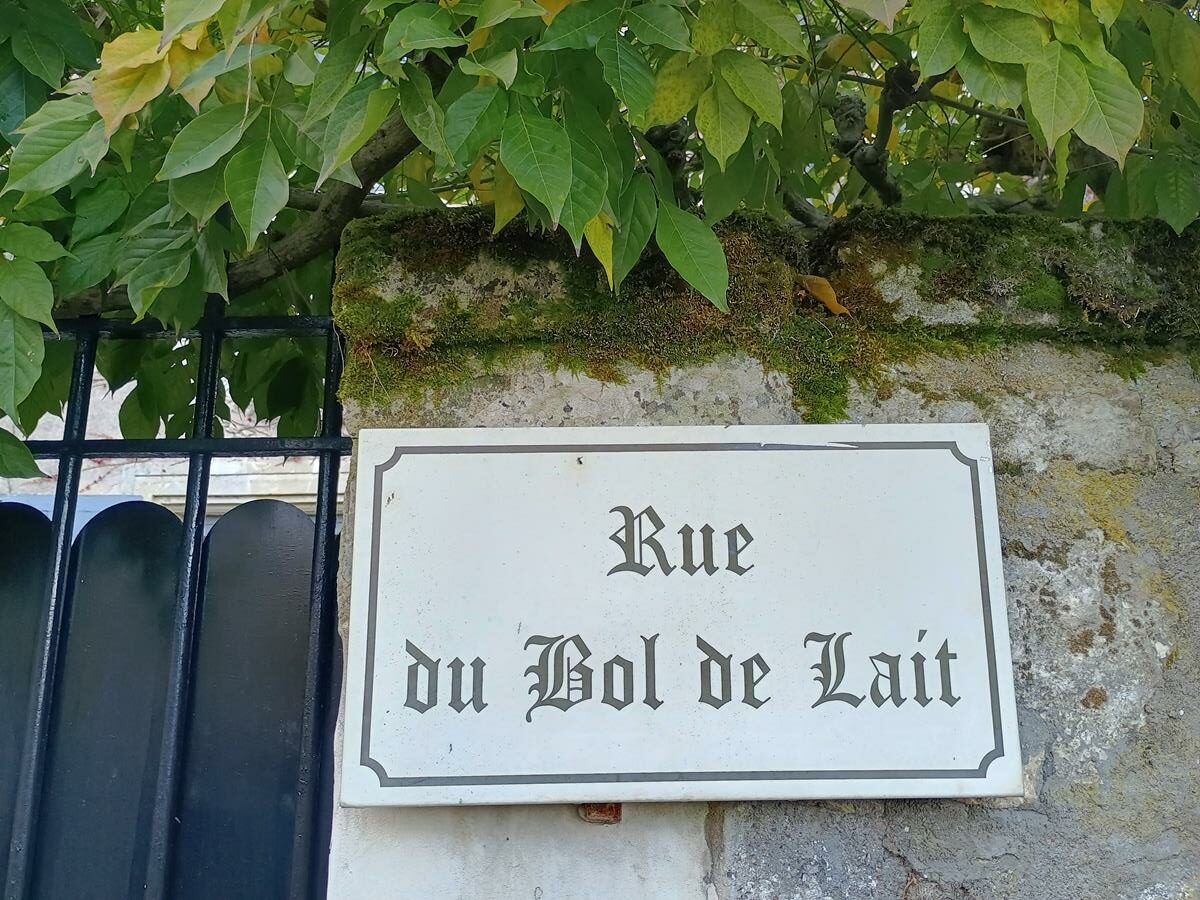 Rue
du Bol de Lait